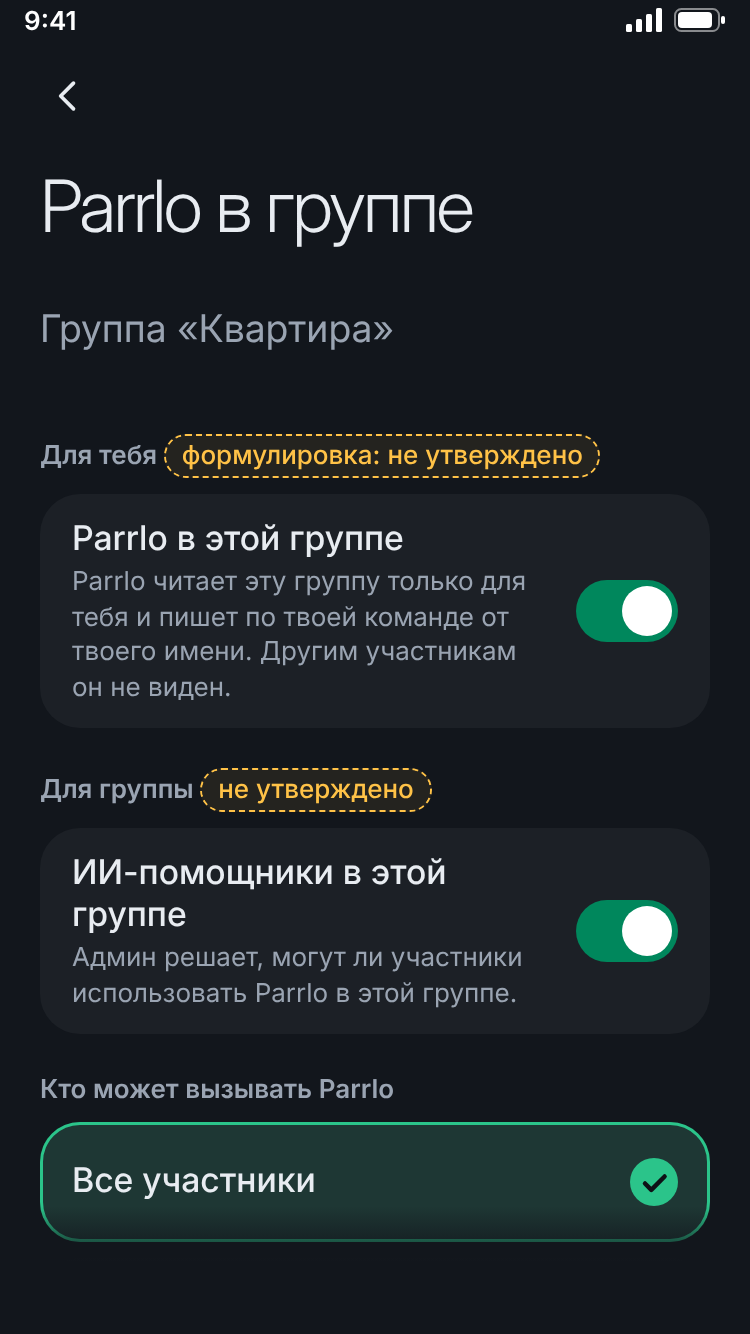 9:41
Parrlo в группе
Группа «Квартира»
Для тебя формулировка: не утверждено
Parrlo в этой группе
Parrlo читает эту группу только для
тебя и пишет по твоей команде от
твоего имени. Другим участникам
он не виден.
Для группы не утверждено
ИИ-помощники в этой
группе
Админ решает, могут ли участники
использовать Parrlo в этой группе.
Кто может вызывать Parrlo
Все участники